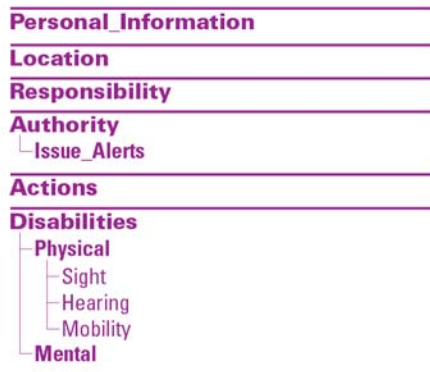 Personal_Information
Location
Responsibility
Authority
Issue_Alerts
Actions
Disabilities
Physical
Sight
Hearing
Mobility
Mental